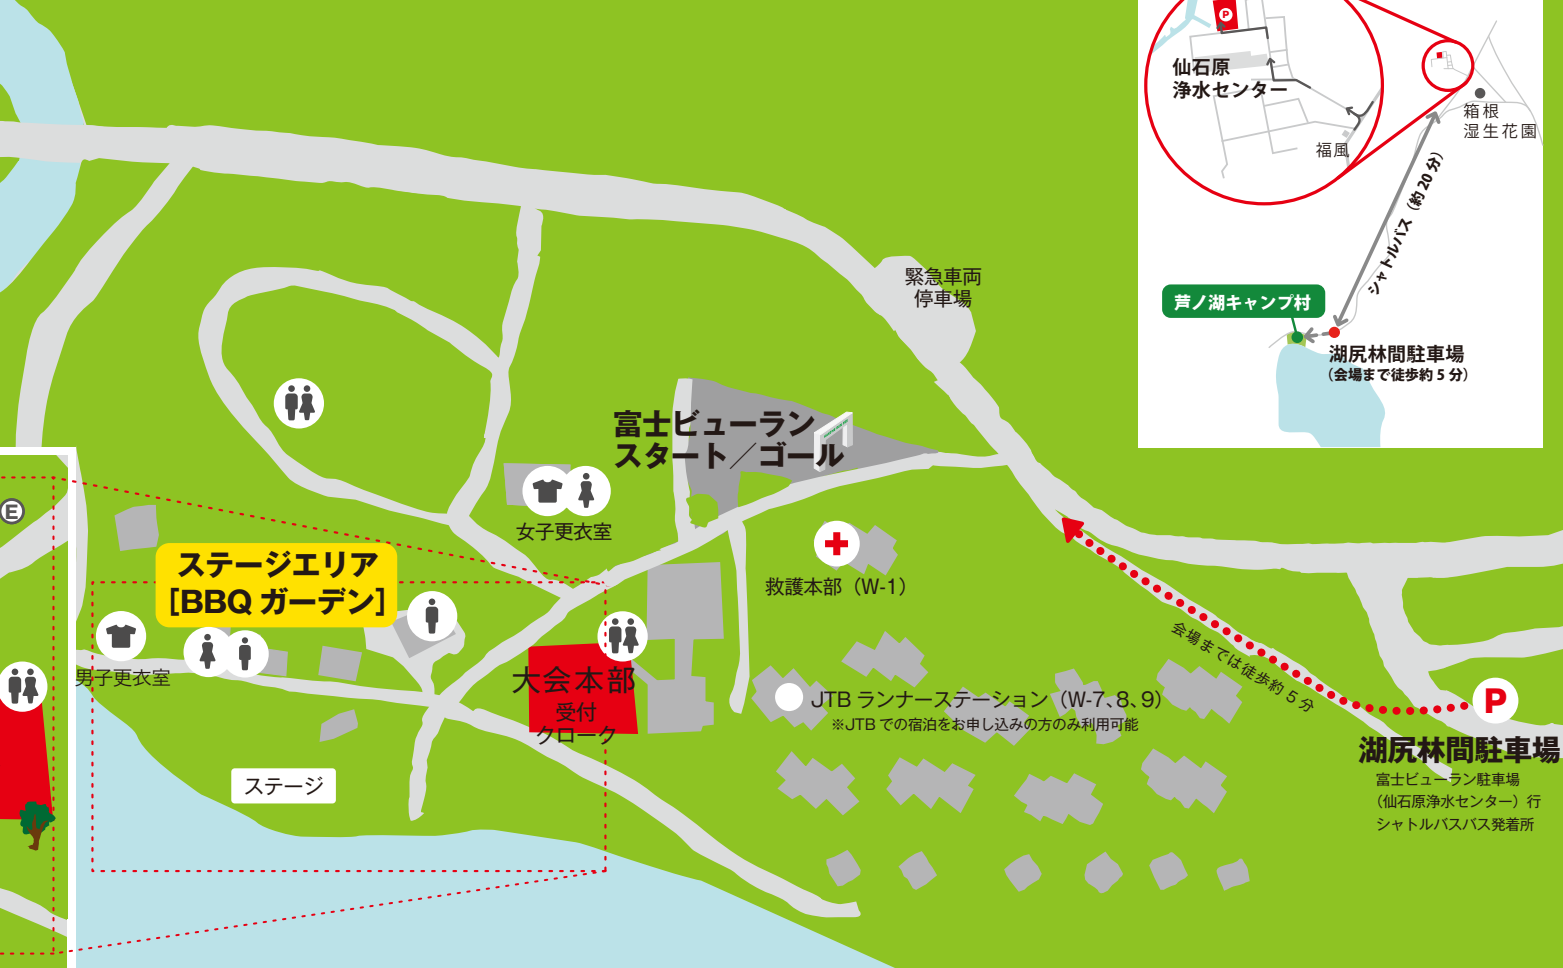 P
仙石原
浄水センター
福風
箱根
湿生花園
シャトルバス（約20分）
芦ノ湖キャンプ村
湖尻林間駐車場
（会場まで徒歩約5分）
緊急車両
停車場
富士ビューラン
スタート／ゴール
E
女子更衣室
救護本部（W-1）
ステージエリア
[BBQ ガーデン]
男子更衣室
大会本部
受付
クローク
会場までは徒歩約5分
JTB ランナーステーション（W-7、8、9）
※JTB での宿泊をお申し込みの方のみ利用可能
ステージ
P
湖尻林間駐車場
富士ビューラン駐車場
（仙石原浄水センター）行
シャトルバスバス発着所